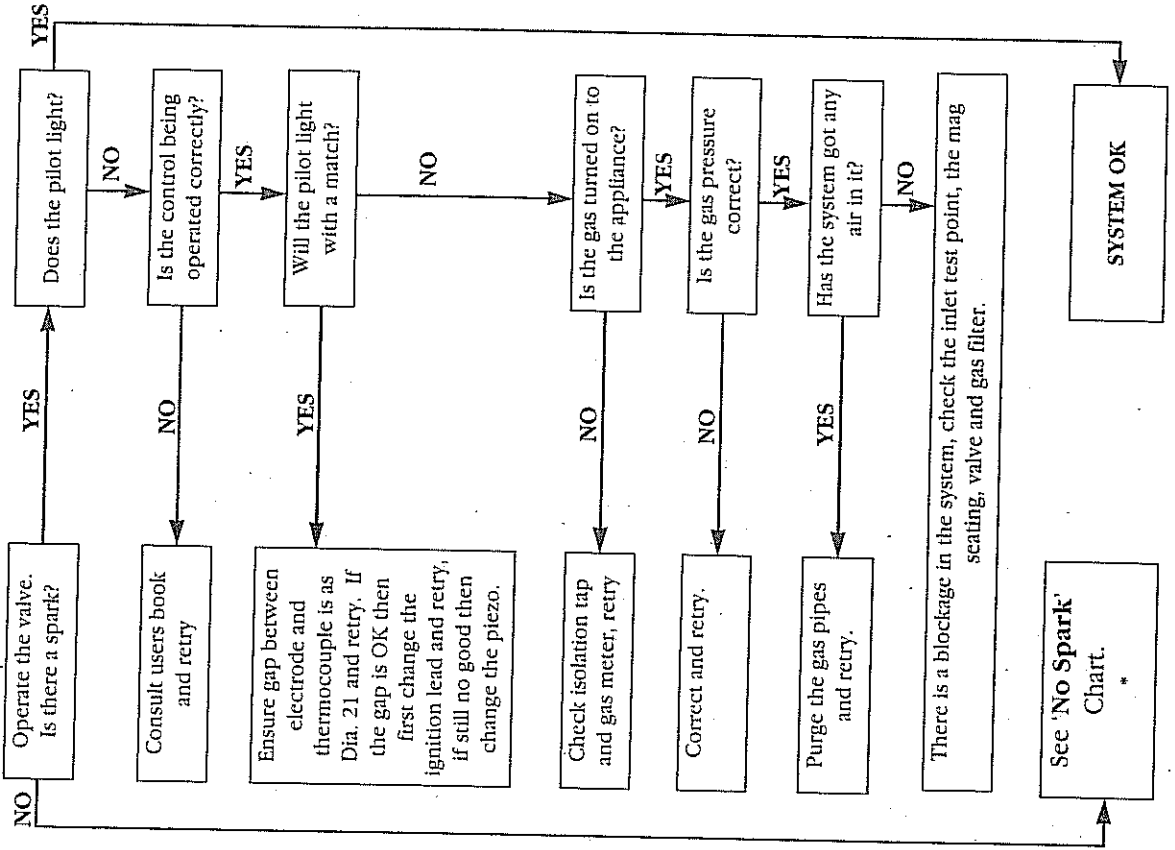 Operate the valve.
Is there a spark?
YES
NO
Does the pilot light?
YES
NO
Is the control being
operated correctly?
NO
Consult users book
and retry
YES
Will the pilot light
with a match?
YES
Ensure gap between
electrode and
thermocouple is as
Dia. 21 and retry. If
the gap is OK then
first change the
ignition lead and retry,
if still no good then
change the piezo.
NO
Is the gas turned on to
the appliance?
NO
Check isolation tap
and gas meter, retry
YES
Is the gas pressure
correct?
NO
Correct and retry.
YES
Has the system got any
air in it?
YES
Purge the gas pipes
and retry.
NO
There is a blockage in the system, check the inlet test point, the mag
seating, valve and gas filter.
See 'No Spark'
Chart.
*
SYSTEM OK